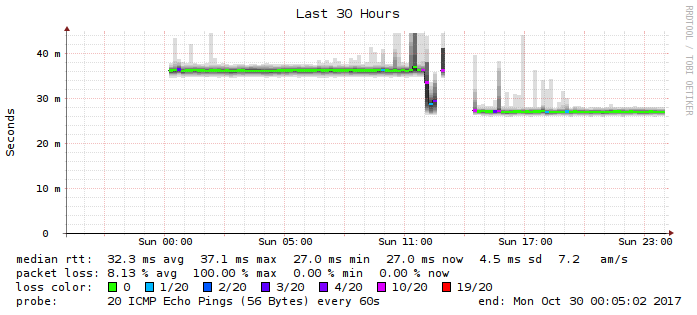 Last 30 Hours
RRDTOOL / TOBI OETIKER
Seconds
40 m
30 m
20 m
10 m
0
Sun 00:00 Sun 05:00 Sun 11:00 Sun 17:00 Sun 23:00
median rtt: 32.3 ms avg 37.1 ms max 27.0 ms min 27.0 ms now 4.5 ms sd 7.2 am/s
packet loss: 8.13 % avg 100.00 % max 0.00 % min 0.00 % now
loss color: 0 1/20 2/20 3/20 4/20 10/20 19/20
probe: 20 ICMP Echo Pings (56 Bytes) every 60s end: Mon Oct 30 00:05:02 2017